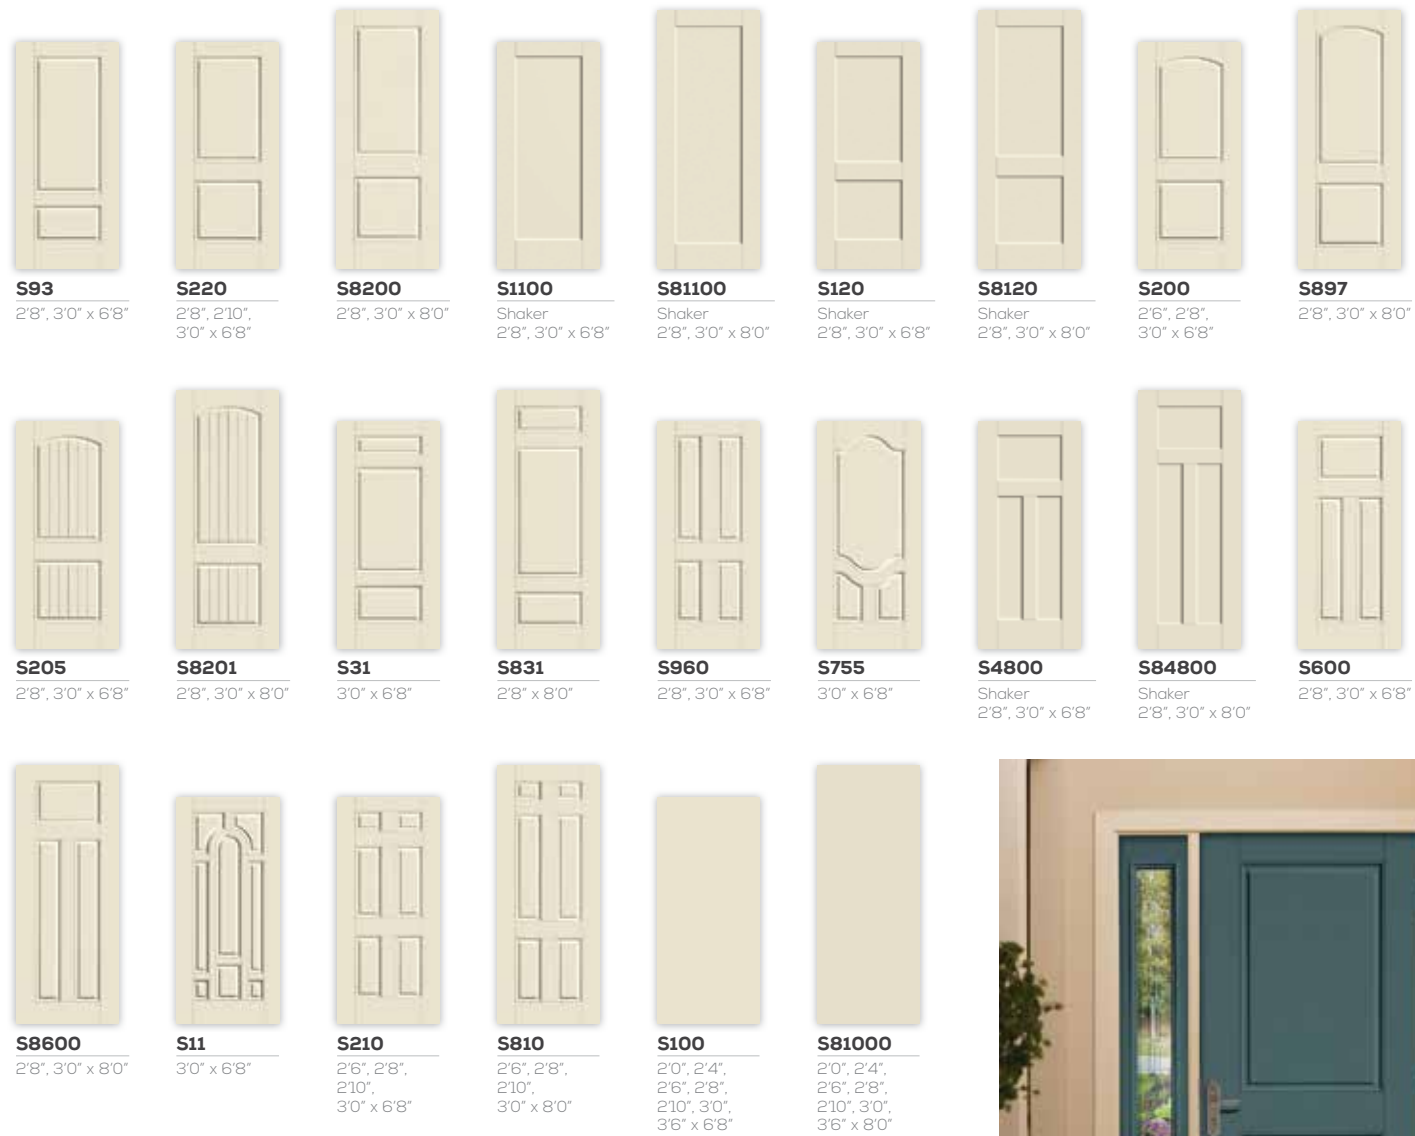 S93
2'8", 3'0" x 6'8"
S220
2'8", 2'10",
3'0" x 6'8"
S8200
2'8", 3'0" x 8'0"
S1100
Shaker
2'8", 3'0" x 6'8"
S81100
Shaker
2'8", 3'0" x 8'0"
S120
Shaker
2'8", 3'0" x 6'8"
S8120
Shaker
2'8", 3'0" x 8'0"
S200
2'6", 2'8",
3'0" x 6'8"
S897
2'8", 3'0" x 8'0"
S205
2'8", 3'0" x 6'8"
S8201
2'8", 3'0" x 8'0"
S31
3'0" x 6'8"
S831
2'8" x 8'0"
S960
2'8", 3'0" x 6'8"
S755
3'0" x 6'8"
S4800
Shaker
2'8", 3'0" x 6'8"
S84800
Shaker
2'8", 3'0" x 8'0"
S600
2'8", 3'0" x 6'8"
S8600
2'8", 3'0" x 8'0"
S11
3'0" x 6'8"
S210
2'6", 2'8",
2'10",
3'0" x 6'8"
S810
2'6", 2'8",
2'10",
3'0" x 8'0"
S100
2'0", 2'4",
2'6", 2'8",
2'10", 3'0",
3'6" x 6'8"
S81000
2'0", 2'4",
2'6", 2'8",
2'10", 3'0",
3'6" x 8'0"